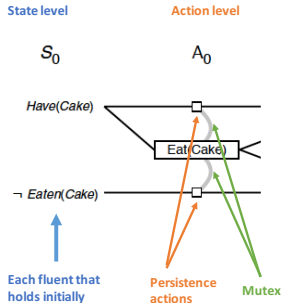 State level
Action level
S0
A0
Have(Cake)
Eat(Cake)
¬ Eaten(Cake)
Each fluent that
holds initially
Persistence
actions
Mutex